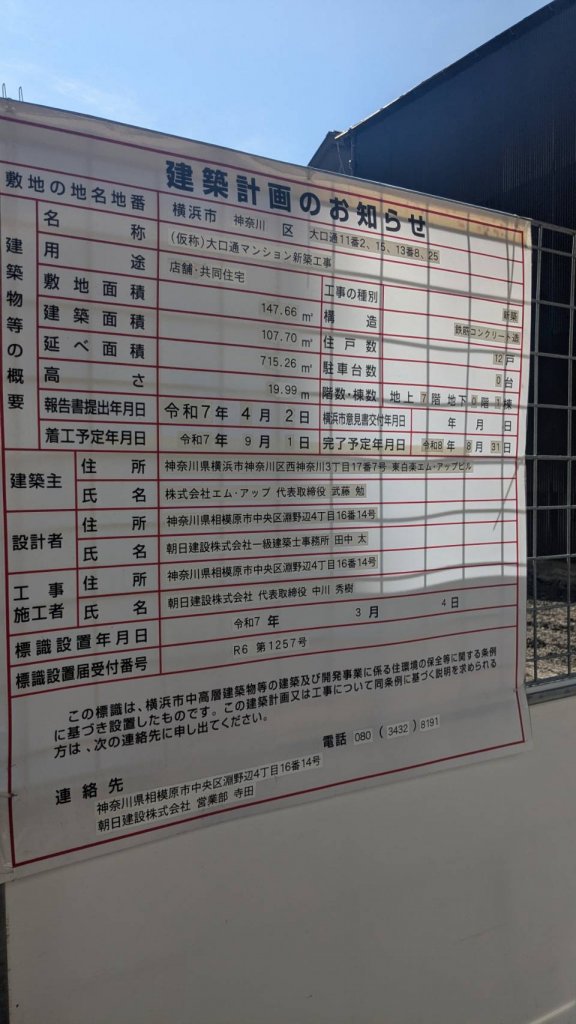 建築計画のお知らせ
敷地の地名地番 横浜市 神奈川 区 大口通11番2、15、13番8、25
建築物等の概要
名称 (仮称)大口通マンション新築工事
用途 店舗・共同住宅 工事の種別 新築
敷地面積 147.66 ㎡ 構造 鉄筋コンクリート造
建築面積 107.70 ㎡ 住戸数 12 戸
延べ面積 715.26 ㎡ 駐車台数 0 台
高さ 19.99 m 階数・棟数 地上 7 階 地下 0 階 1 棟
報告書提出年月日 令和7年 4月 2日 横浜市意見書交付年月日 年 月 日
着工予定年月日 令和7 年 9 月 1 日 完了予定年月日 令和8 年 8 月 31 日
建築主 住所 神奈川県横浜市神奈川区西神奈川3丁目17番7号 東白楽エム・アップビル
氏名 株式会社エム・アップ 代表取締役 武藤 勉
設計者 住所 神奈川県相模原市中央区淵野辺4丁目16番14号
氏名 朝日建設株式会社一級建築士事務所 田中 太
工事施工者 住所 神奈川県相模原市中央区淵野辺4丁目16番14号
氏名 朝日建設株式会社 代表取締役 中川 秀樹
標識設置年月日 令和7 年 3 月 4 日
標識設置届受付番号 R6 第1257号
この標識は、横浜市中高層建築物等の建築及び開発事業に係る住環境の保全等に関する条例
に基づき設置したものです。この建築計画又は工事について同条例に基づく説明を求められる
方は、次の連絡先に申し出てください。
電話 080 ( 3432 ) 8191
連絡先 神奈川県相模原市中央区淵野辺4丁目16番14号
朝日建設株式会社 営業部 寺田